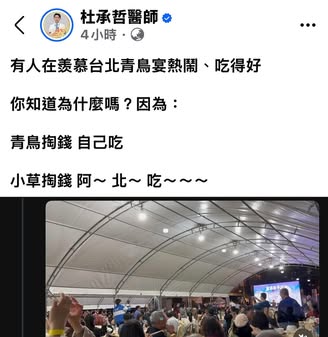 杜承哲醫師
4小時·
有人在羨慕台北青鳥宴熱鬧、吃得好
你知道為什麼嗎？因為：
青鳥掏錢 自己吃
小草掏錢 阿～ 北～ 吃～～～